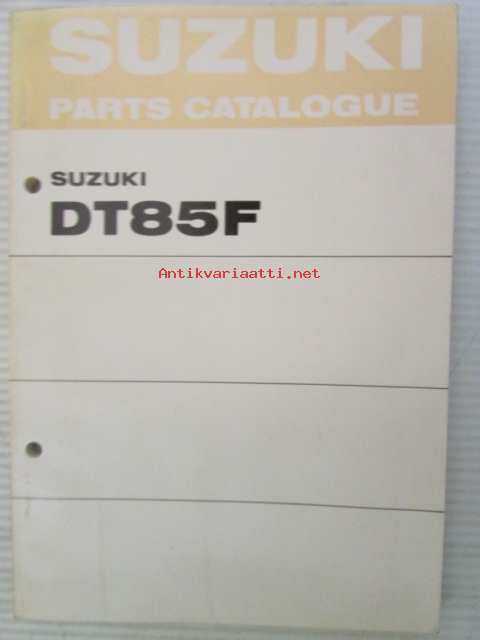 SUZUKI
PARTS CATALOGUE
SUZUKI
DT85F
Antikvariaatti.net